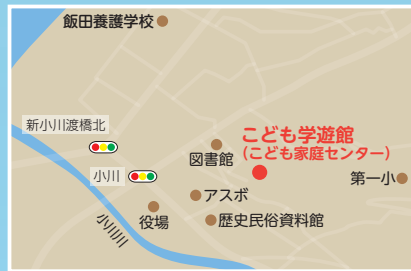 飯田養護学校
新小川渡橋北
図書館
こども学遊館
(こども家庭センター)
小川
第一小
アスボ
役場
歴史民俗資料館
小川川